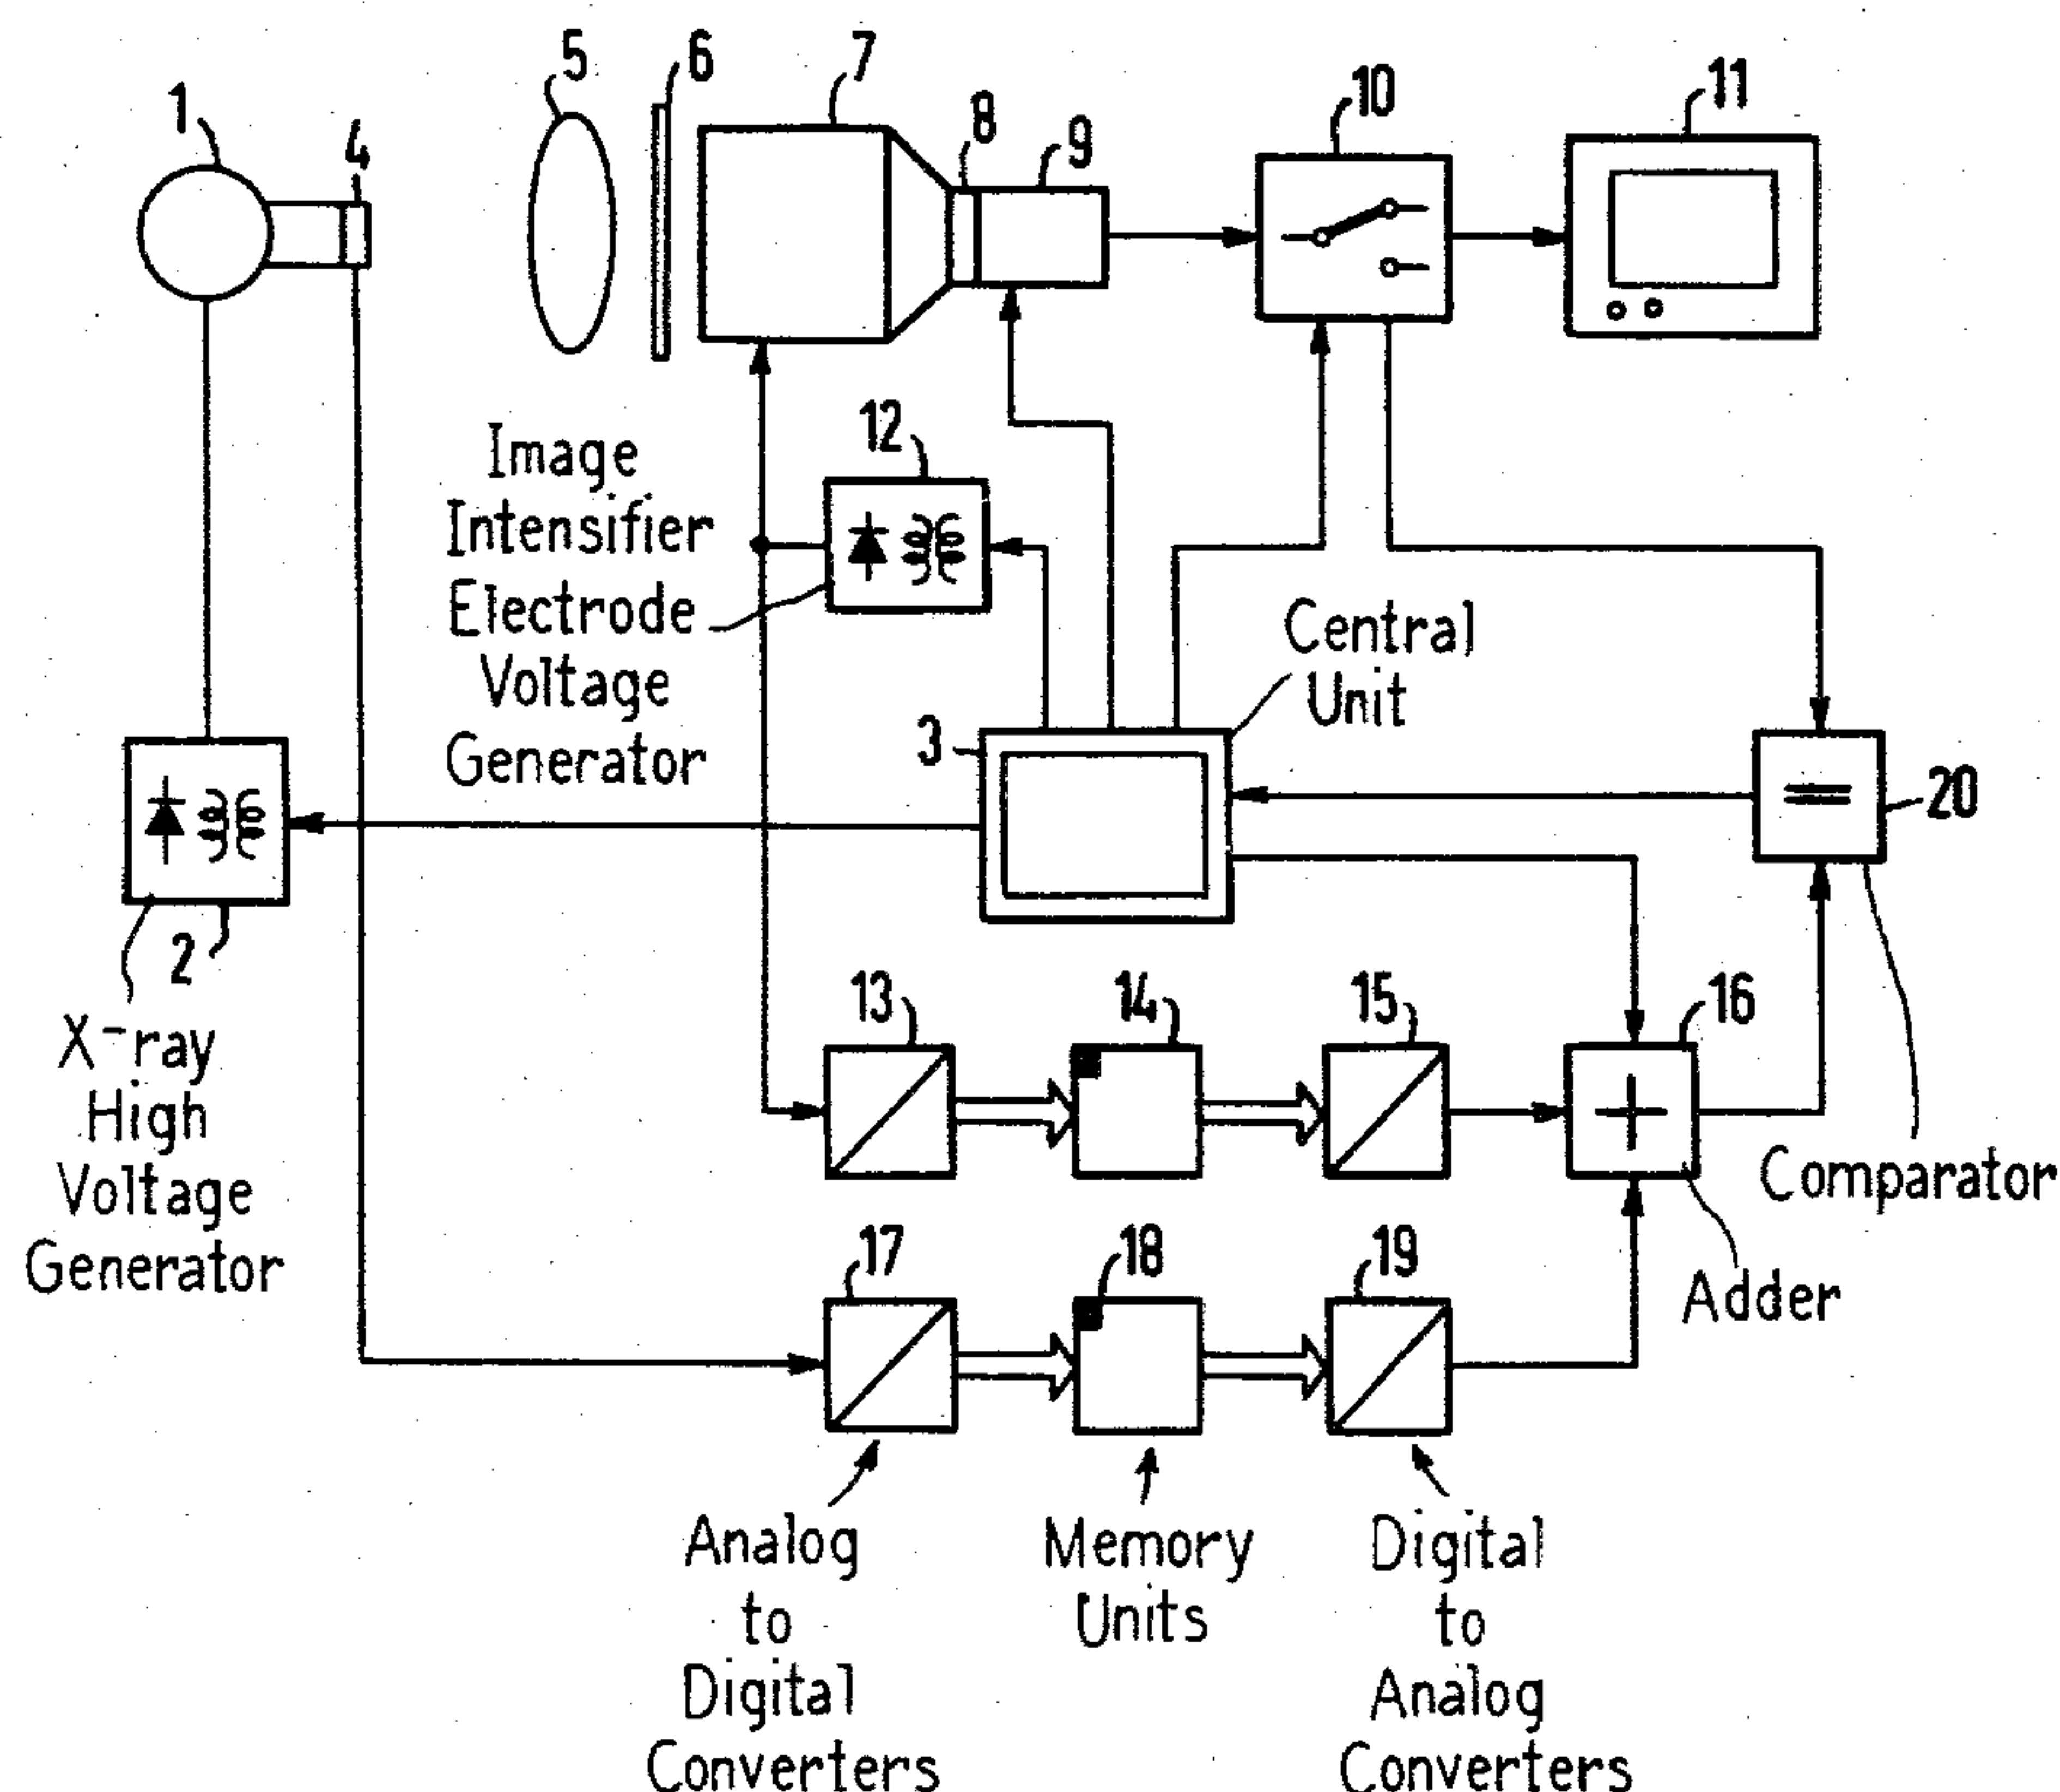 1
4
5
6
7
8
9
10
11
12
Image
Intensifier
Electrode
Voltage
Generator
Central
Unit
3
20
2
X-ray
High
Voltage
Generator
13
14
15
16
Comparator
17
18
19
Adder
Analog
to
Digital
Converters
Memory
Units
Digital
to
Analog
Converters